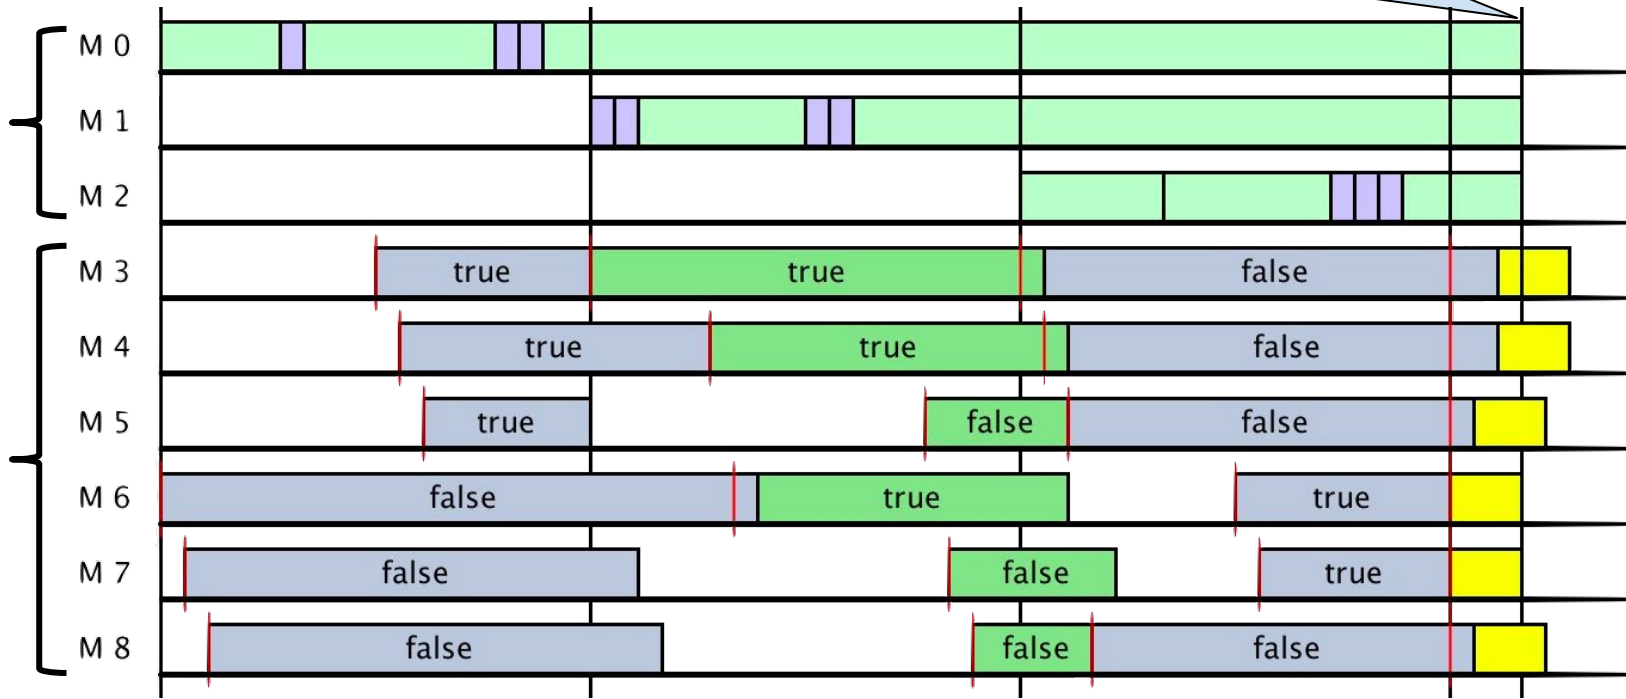 M 0
M 1
M 2
M 3 true true false
M 4 true true false
M 5 true false false
M 6 false true true
M 7 false false true
M 8 false false false